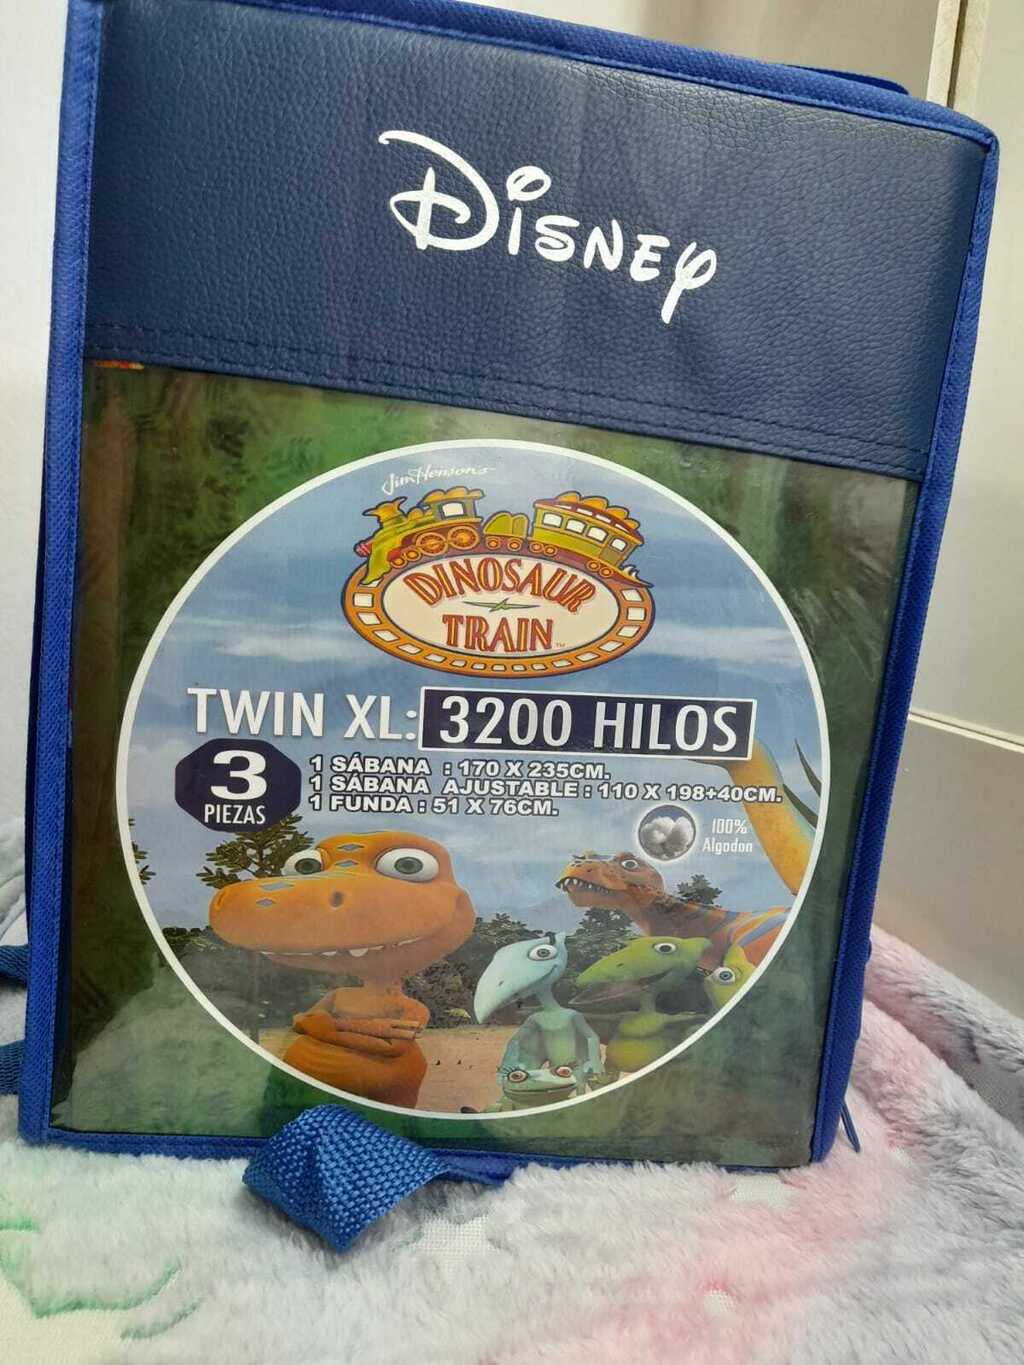 Disney
Jim Henson's
DINOSAUR
TRAIN™
TWIN XL: 3200 HILOS
3
PIEZAS
1 SÁBANA : 170 X 235CM.
1 SÁBANA AJUSTABLE : 110 X 198+40CM.
1 FUNDA : 51 X 76CM.
100%
Algodon